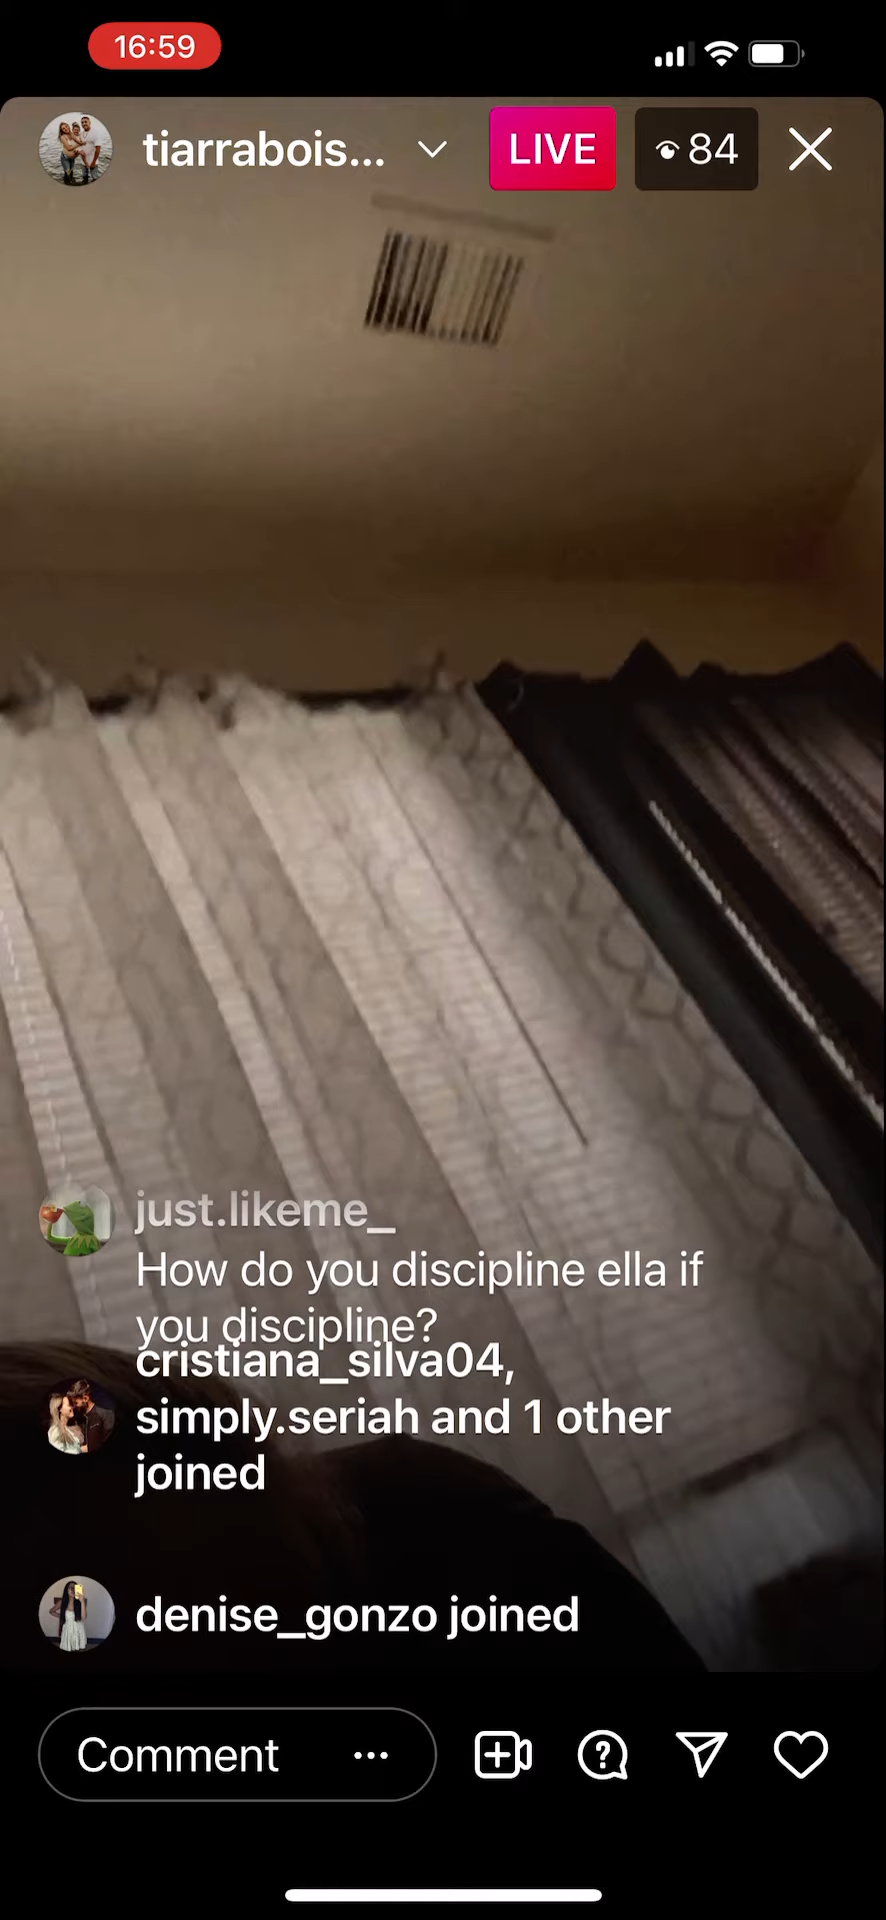 16:59
tiarrabois...
LIVE
84
just.likeme_
How do you discipline ella if
you discipline?
cristiana_silva04,
simply.seriah and 1 other
joined
denise_gonzo joined
Comment